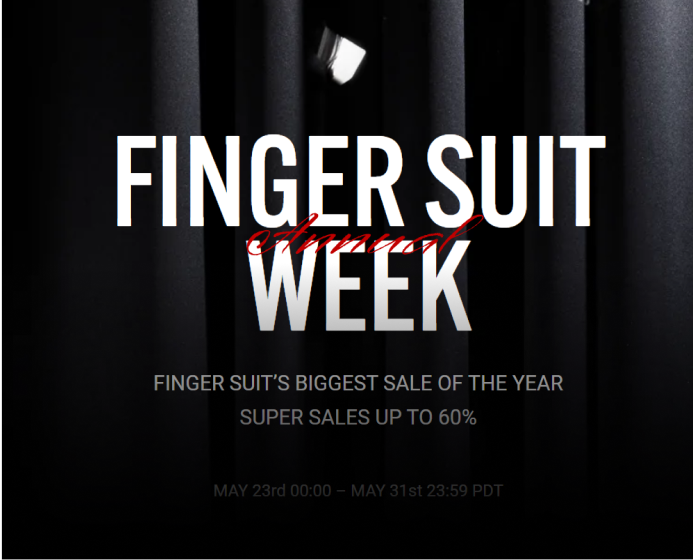 FINGER SUIT
Annual
WEEK
FINGER SUIT’S BIGGEST SALE OF THE YEAR
SUPER SALES UP TO 60%
MAY 23rd 00:00 – MAY 31st 23:59 PDT